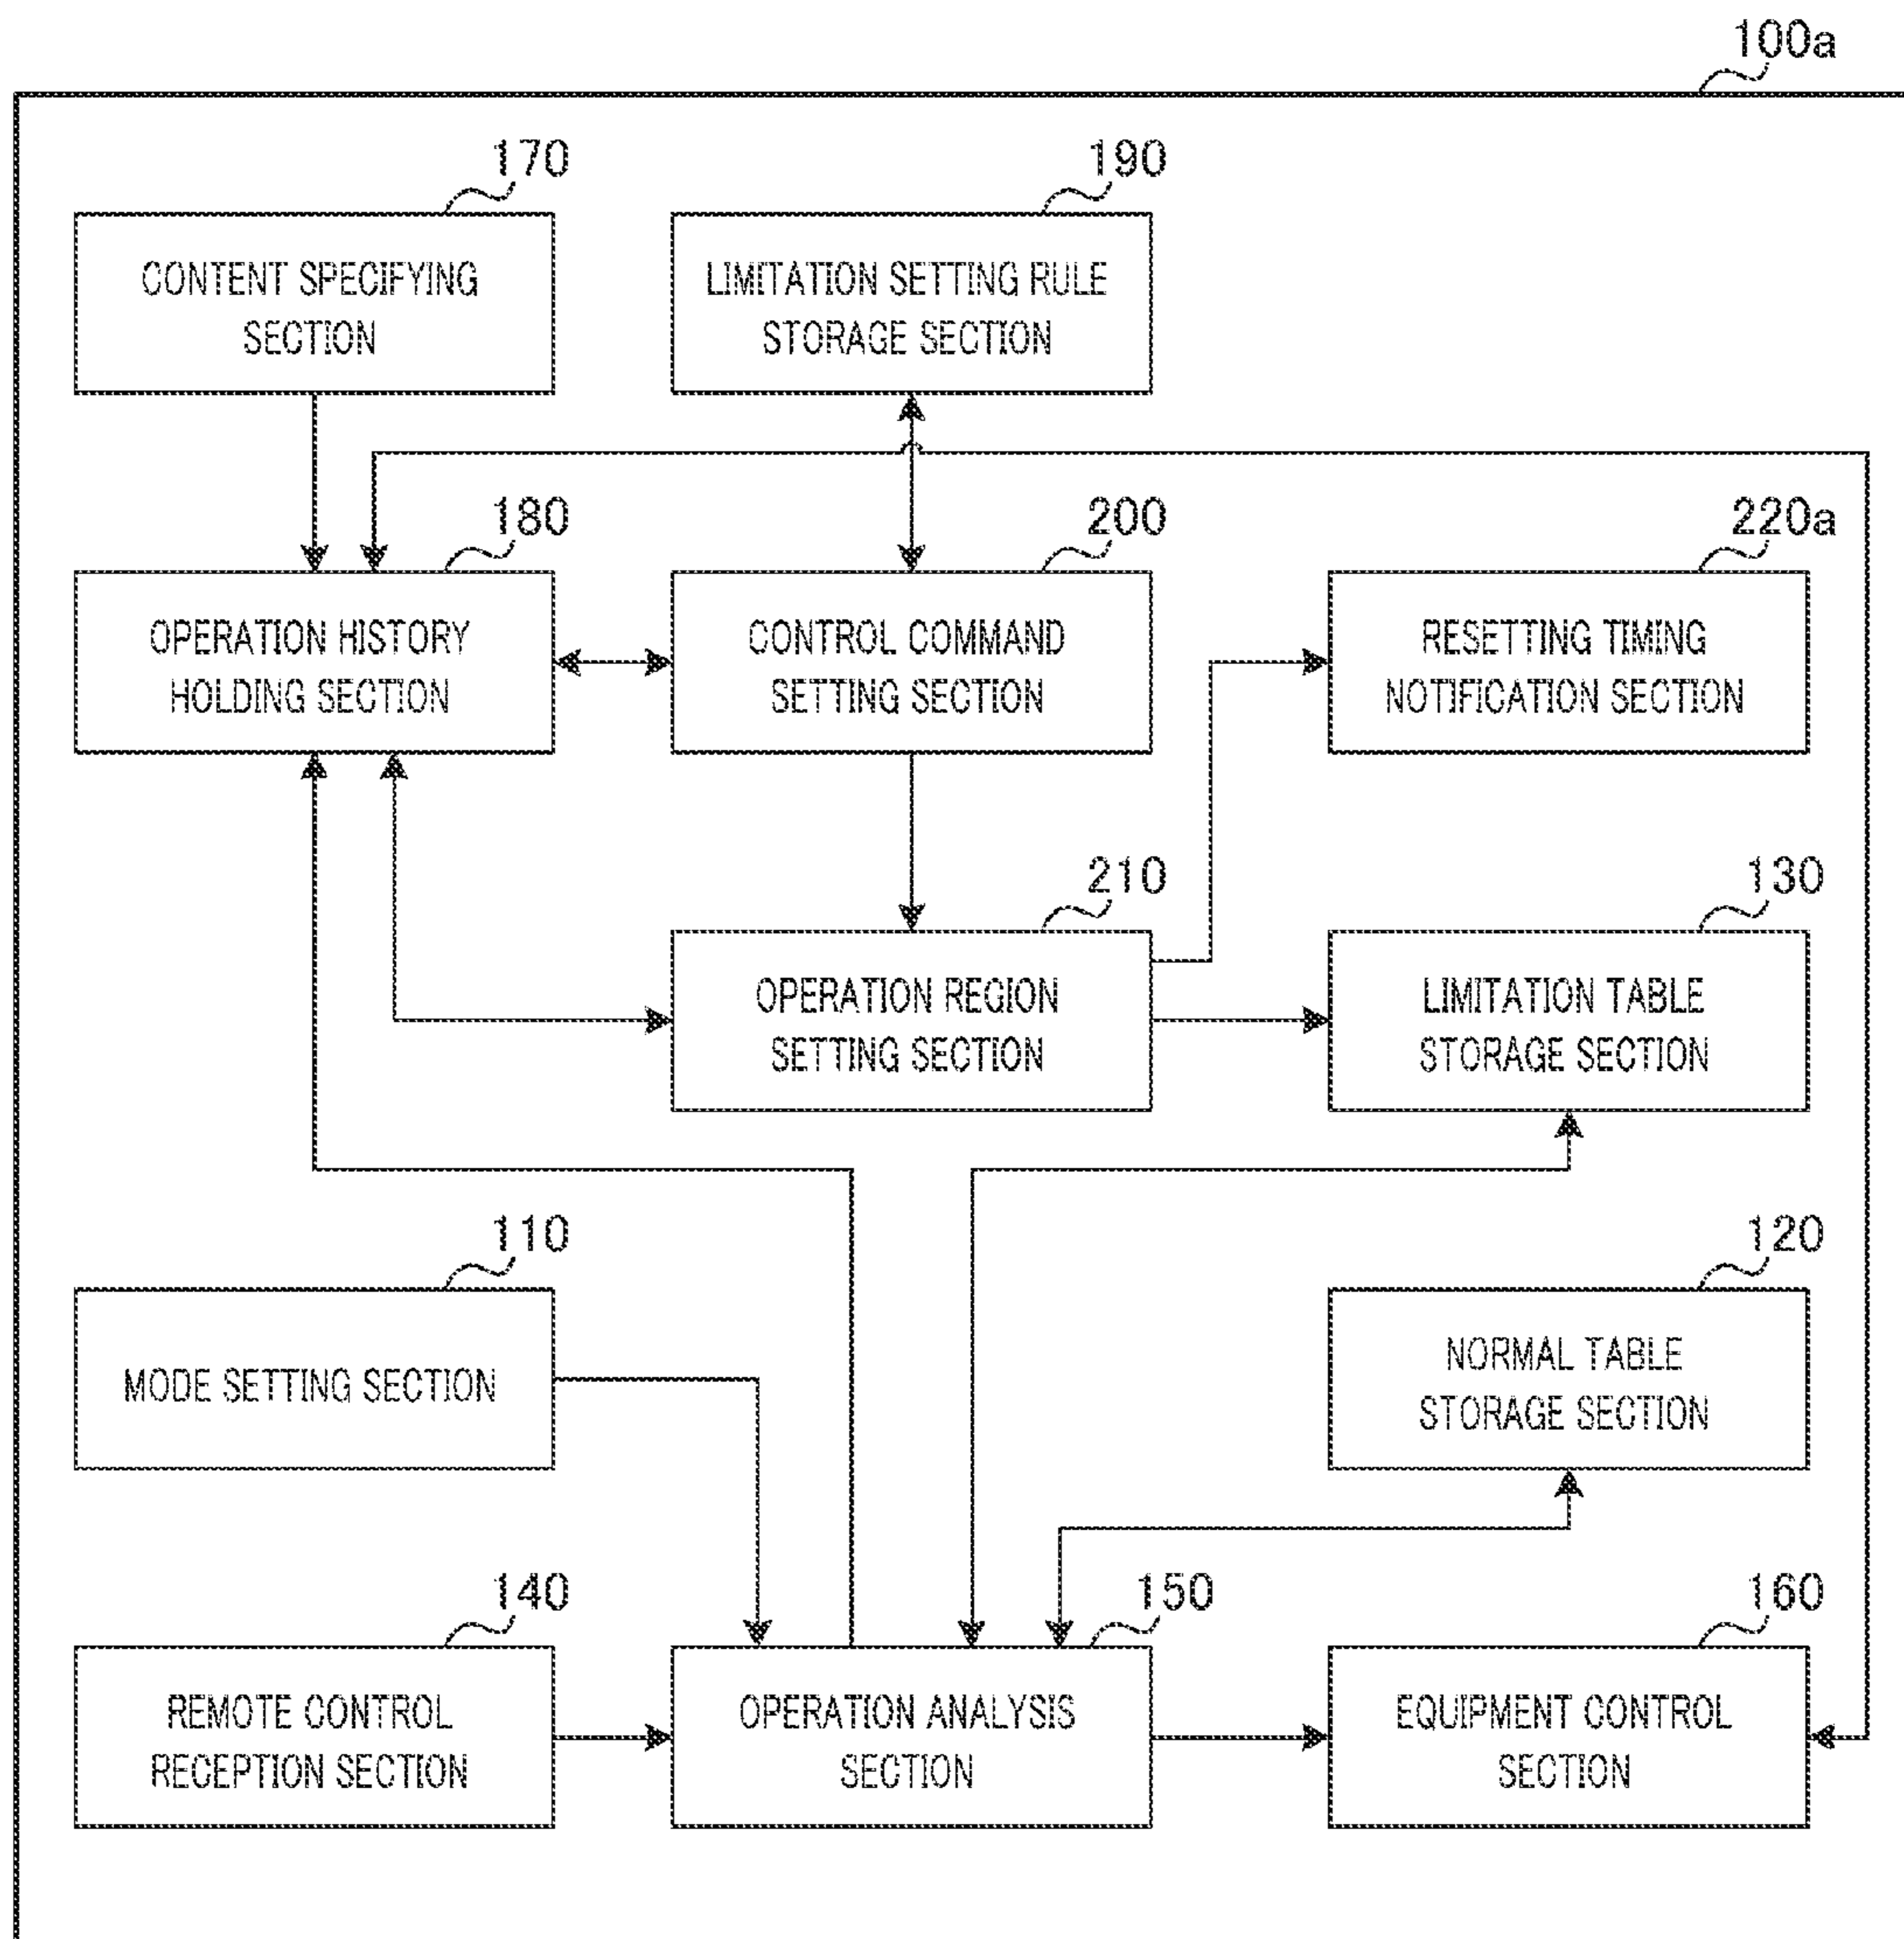 100a
170
CONTENT SPECIFYING
SECTION
190
LIMITATION SETTING RULE
STORAGE SECTION
180
OPERATION HISTORY
HOLDING SECTION
200
CONTROL COMMAND
SETTING SECTION
220a
RESETTING TIMING
NOTIFICATION SECTION
210
OPERATION REGION
SETTING SECTION
130
LIMITATION TABLE
STORAGE SECTION
110
MODE SETTING SECTION
120
NORMAL TABLE
STORAGE SECTION
140
REMOTE CONTROL
RECEPTION SECTION
150
OPERATION ANALYSIS
SECTION
160
EQUIPMENT CONTROL
SECTION